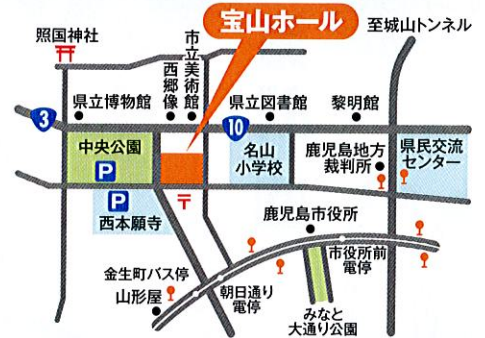 宝山ホール
照国神社
市立美術館
西郷像
至城山トンネル
県立博物館
県立図書館
黎明館
3
10
中央公園
P
名山
小学校
鹿児島地方
裁判所
県民交流
センター
P
西本願寺
〒
鹿児島市役所
金生町バス停
山形屋
朝日通り
電停
市役所前
電停
みなと
大通り公園